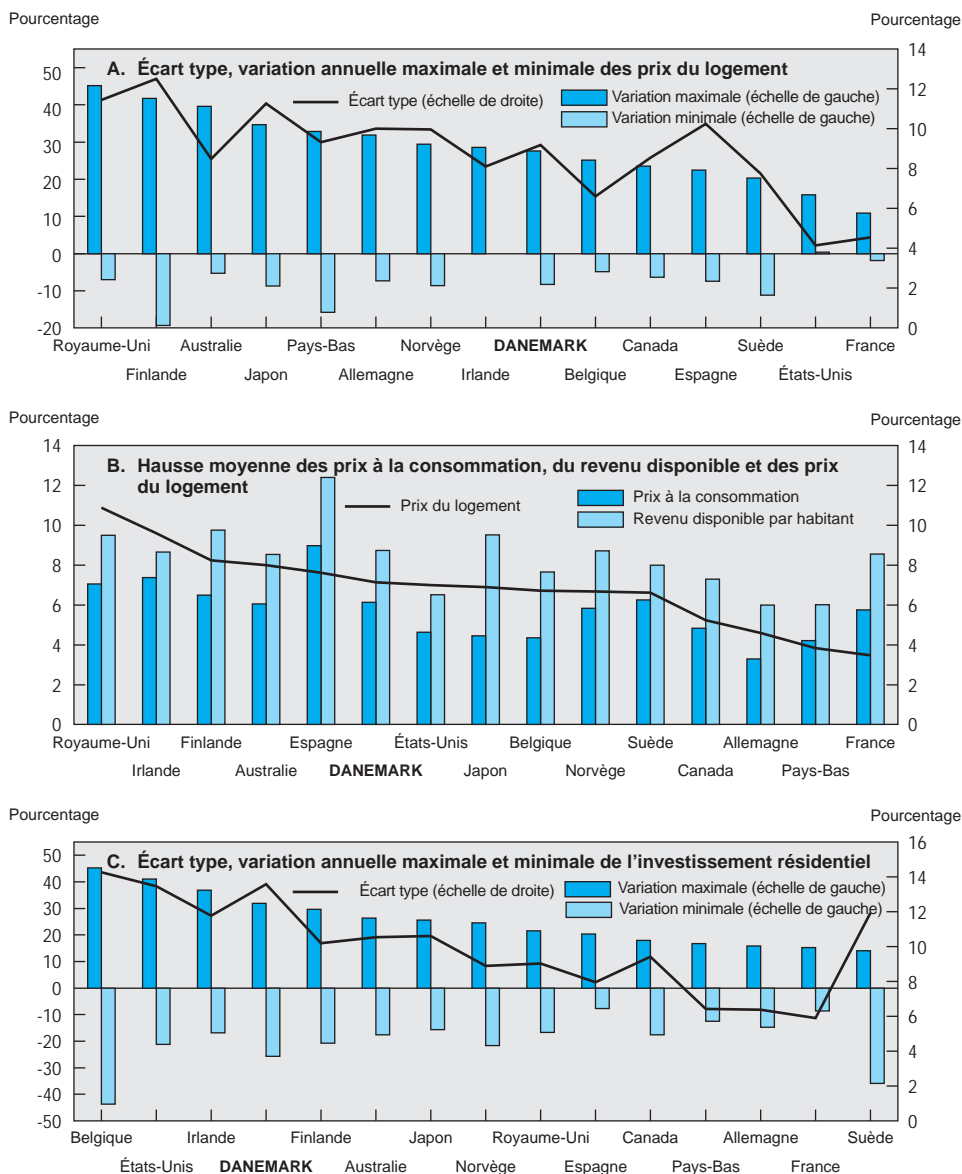 Pourcentage
Pourcentage
A. Écart type, variation annuelle maximale et minimale des prix du logement
Écart type (échelle de droite)
Variation maximale (échelle de gauche)
Variation minimale (échelle de gauche)
50
40
30
20
10
0
-10
-20
14
12
10
8
6
4
2
0
Royaume-Uni Australie Pays-Bas Norvège DANEMARK Canada Suède France
Finlande Japon Allemagne Irlande Belgique Espagne États-Unis
Pourcentage
Pourcentage
B. Hausse moyenne des prix à la consommation, du revenu disponible et des prix
du logement
Prix du logement
Prix à la consommation
Revenu disponible par habitant
14
12
10
8
6
4
2
0
14
12
10
8
6
4
2
0
Royaume-Uni Finlande Espagne États-Unis Belgique Suède Allemagne France
Irlande Australie DANEMARK Japon Norvège Canada Pays-Bas
Pourcentage
Pourcentage
C. Écart type, variation annuelle maximale et minimale de l'investissement résidentiel
Écart type (échelle de droite)
Variation maximale (échelle de gauche)
Variation minimale (échelle de gauche)
50
40
30
20
10
0
-10
-20
-30
-40
-50
16
14
12
10
8
6
4
2
0
Belgique Irlande Finlande Japon Royaume-Uni Canada Allemagne Suède
États-Unis DANEMARK Australie Norvège Espagne Pays-Bas France